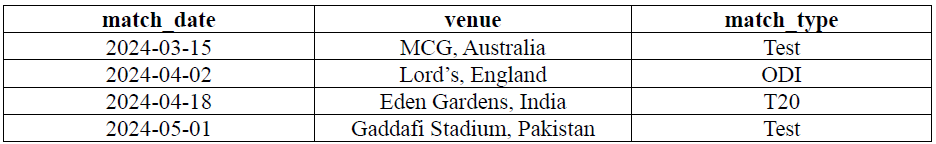 match_date venue match_type
2024-03-15 MCG, Australia Test
2024-04-02 Lord’s, England ODI
2024-04-18 Eden Gardens, India T20
2024-05-01 Gaddafi Stadium, Pakistan Test